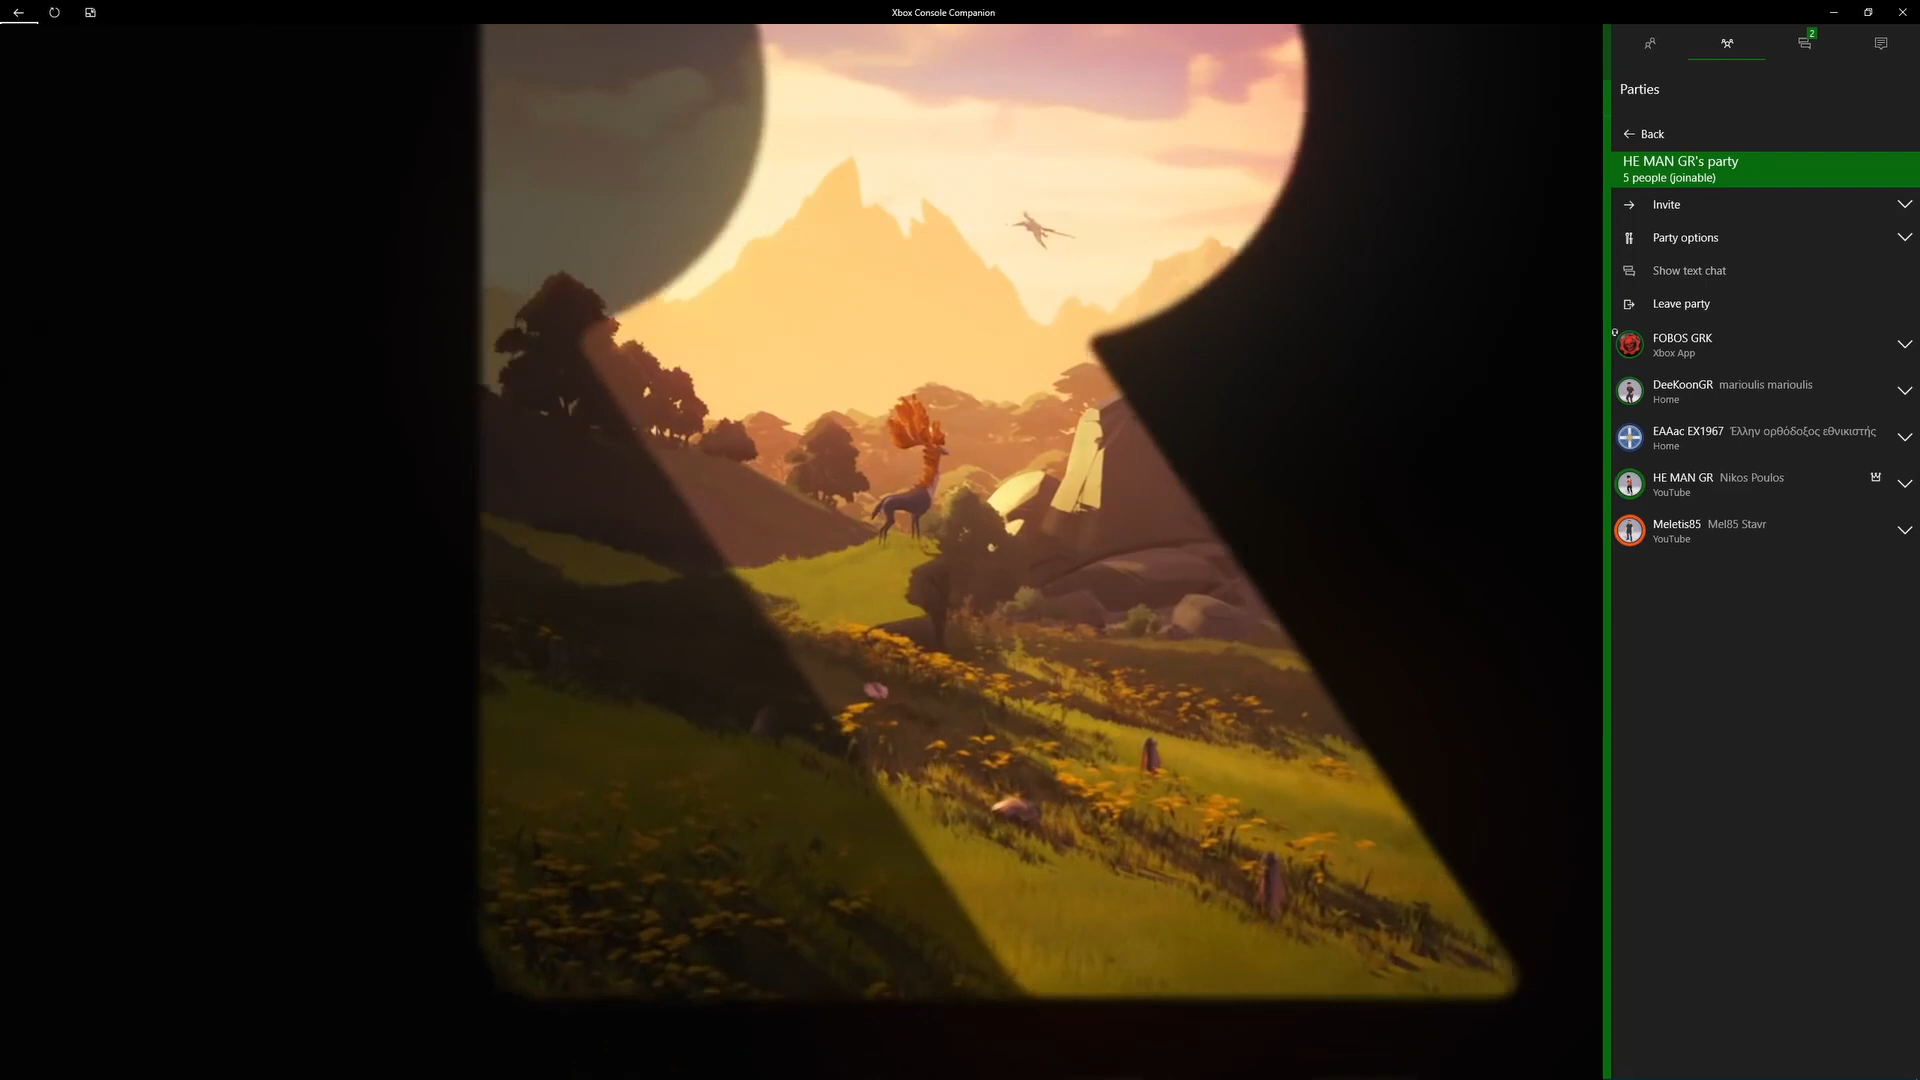 Xbox Console Companion
2
Parties
Back
HE MAN GR's party
5 people (joinable)
Invite
Party options
Show text chat
Leave party
FOBOS GRK
Xbox App
DeeKoonGR marioulis marioulis
Home
EAAac EX1967 Έλλην ορθόδοξος εθνικιστής
Home
HE MAN GR Nikos Poulos
YouTube
Meletis85 Mel85 Stavr
YouTube